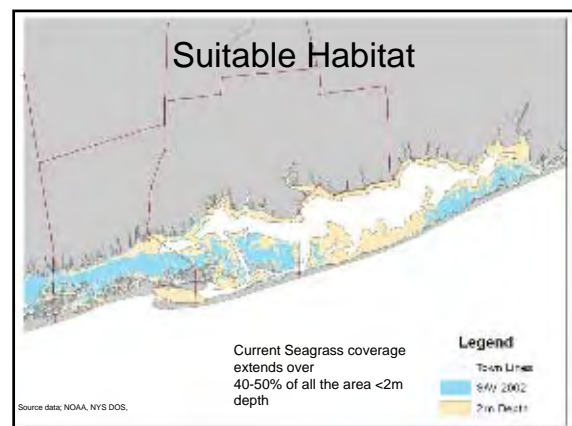 Suitable Habitat
Current Seagrass coverage
extends over
40-50% of all the area <2m
depth
Legend
Town Lines
SAV 2002
2m Depth
Source data; NOAA, NYS DOS,